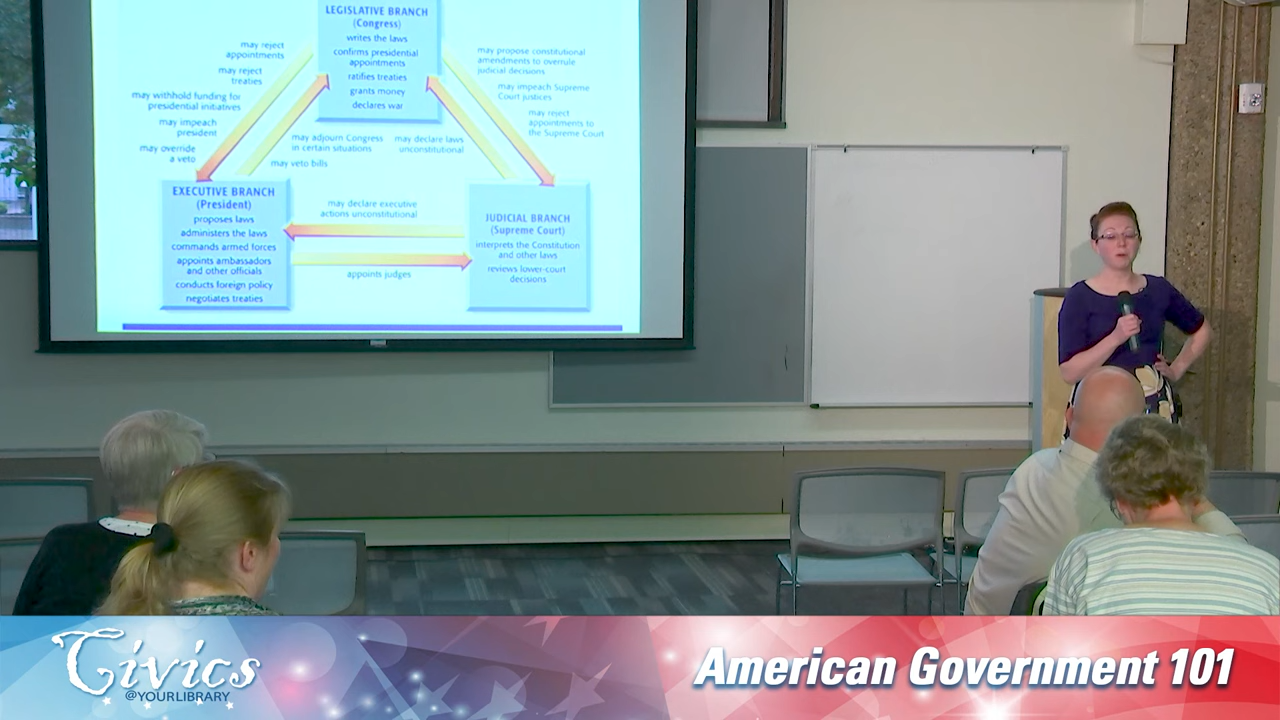 LEGISLATIVE BRANCH
(Congress)
writes the laws
confirms presidential
appointments
ratifies treaties
grants money
declares war
may reject
appointments
may reject
treaties
may withhold funding for
presidential initiatives
may impeach
president
may override
a veto
may adjourn Congress
in certain situations
may veto bills
may declare laws
unconstitutional
may propose constitutional
amendments to overrule
judicial decisions
may impeach Supreme
Court justices
may reject
appointments to
the Supreme Court
EXECUTIVE BRANCH
(President)
proposes laws
administers the laws
commands armed forces
appoints ambassadors
and other officials
conducts foreign policy
negotiates treaties
may declare executive
actions unconstitutional
appoints judges
JUDICIAL BRANCH
(Supreme Court)
interprets the Constitution
and other laws
reviews lower-court
decisions
Civics
@YOURLIBRARY
American Government 101